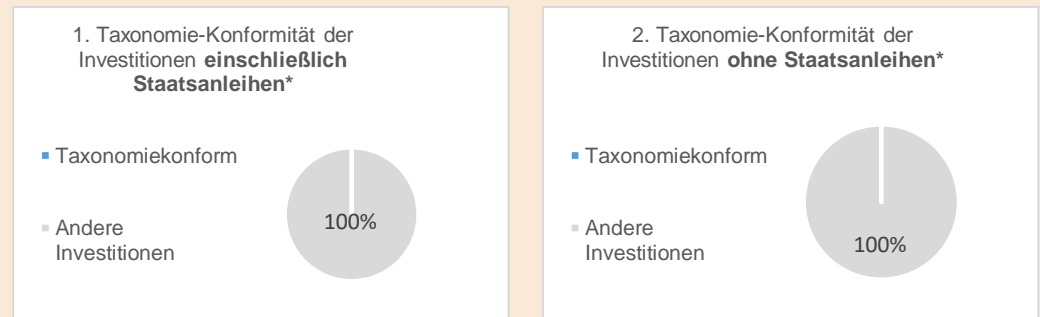 1. Taxonomie-Konformität der
Investitionen einschließlich
Staatsanleihen*
Taxonomiekonform
Andere
Investitionen
100%
2. Taxonomie-Konformität der
Investitionen ohne Staatsanleihen*
Taxonomiekonform
Andere
Investitionen
100%